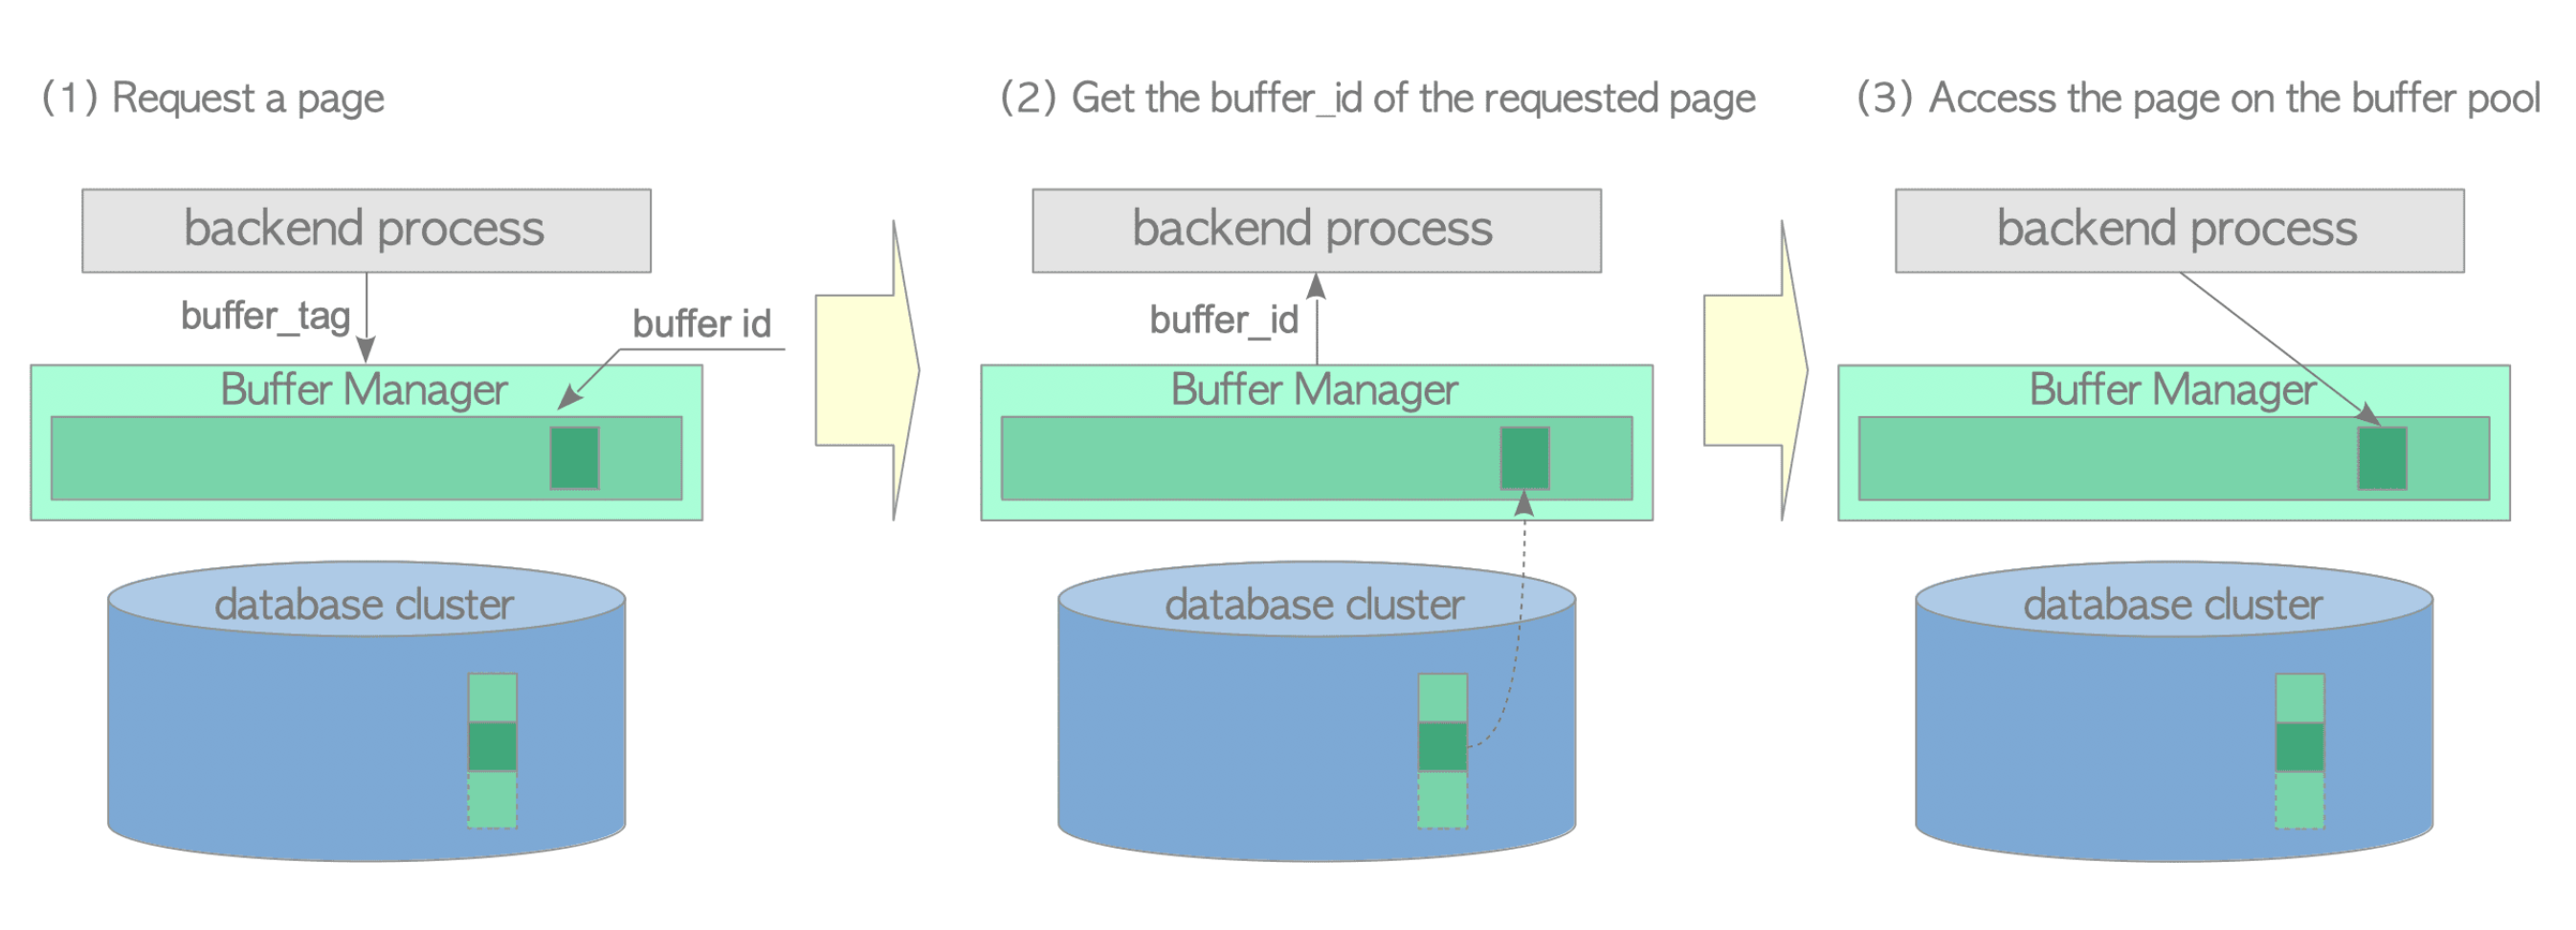 (1) Request a page
backend process
buffer_tag
buffer id
Buffer Manager
database cluster
(2) Get the buffer_id of the requested page
backend process
buffer_id
Buffer Manager
database cluster
(3) Access the page on the buffer pool
backend process
Buffer Manager
database cluster